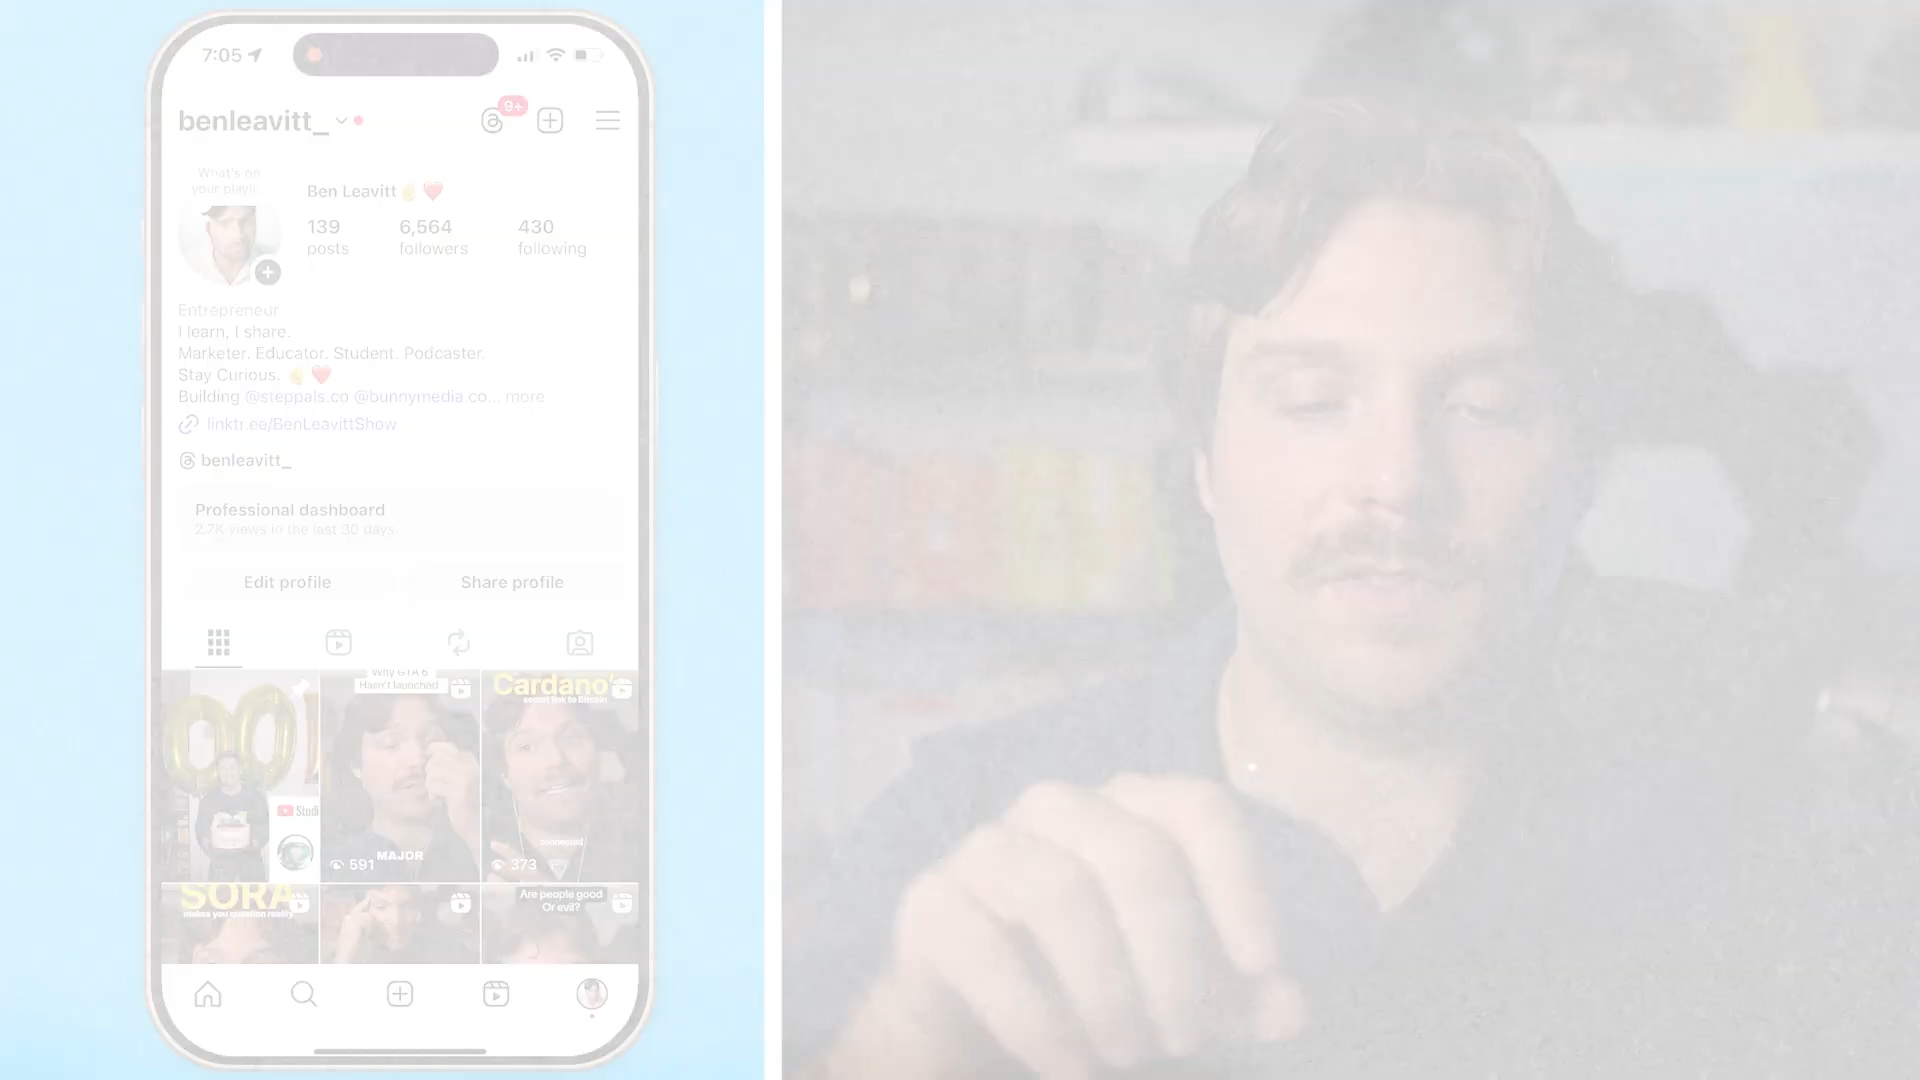 7:05
benleavitt_
9+
What's on
your playli...
Ben Leavitt
139 6,564 430
posts followers following
Entrepreneur
I learn, I share.
Marketer. Educator. Student. Podcaster.
Stay Curious.
Building @steppals.co @bunnymedia.co... more
linktr.ee/BenLeavittShow
benleavitt_
Professional dashboard
2.7K views in the last 30 days.
Edit profile Share profile
Why GTA 6
Hasn't launched
Cardano's
secret link to Bitcoin
Studi
591
MAJOR
connected
373
SORA
makes you question reality
Are people good
Or evil?